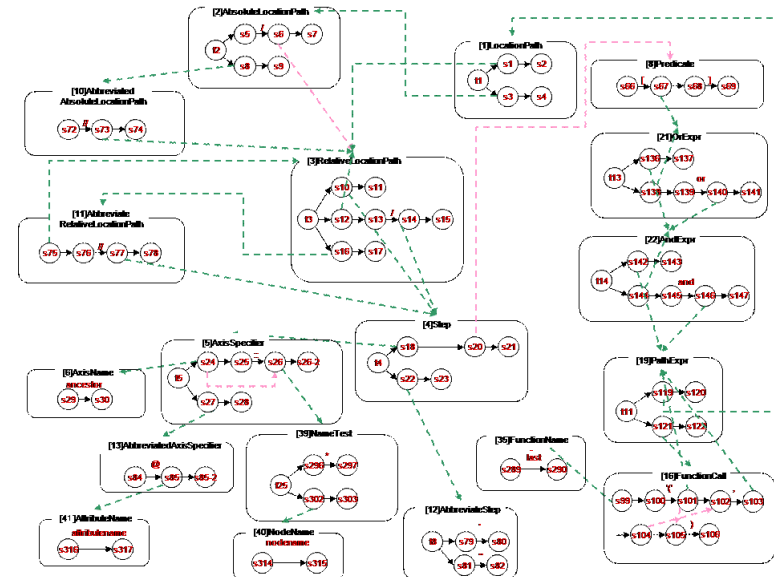 [2]AbsoluteLocationPath
s5 / s6 s7
f2
s8 s9
[1]LocationPath
s1 s2
f1
s3 s4
[8]Predicate
s66 [ s67 s68 ] s69
[10]Abbreviated
AbsoluteLocationPath
s72 // s73 s74
[21]OrExpr
s136 s137
f13
or
s138 s139 s140 s141
[3]RelativeLocationPath
s10 s11
f3 s12 s13 / s14 s15
s16 s17
[11]Abbreviate
RelativeLocationPath
s75 s76 // s77 s78
[22]AndExpr
s142 s143
f14
and
s144 s145 s146 s147
[4]Step
s18 s20 s21
f4
s22 s23
[5]AxisSpecifier
s24 s25 s26 s26-2
f5
s27 s28
[6]AxisName
ancestor
s29 s30
[19]PathExpr
s119 s120
f11
s121 s122
[13]AbbreviatedAxisSpecifier
@
s84 s85 s85-2
[39]NameTest
*
s296 s297
f25
s302 s303
[35]FunctionName
last
s289 s290
[16]FunctionCall
'('
s99 s100 s101 s102 , s103
s104 s105 ) s106
[41]AttributeName
attributename
s316 s317
[40]NodeName
nodename
s314 s315
[12]AbbreviateStep
f8 s79 s80
s81 s82